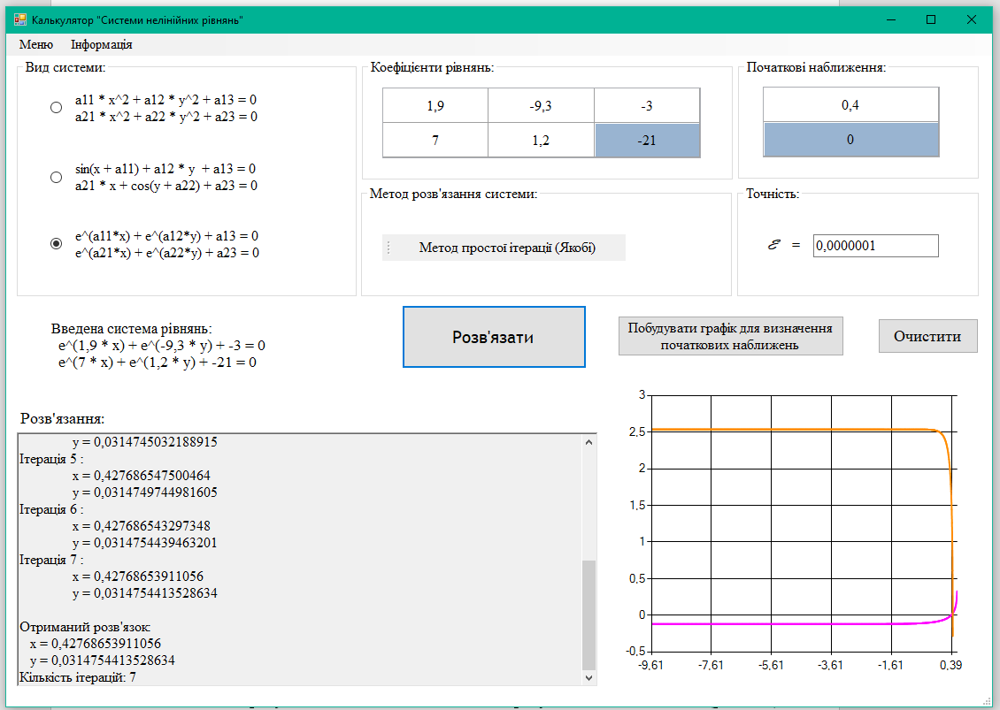 Калькулятор "Системи нелінійних рівнянь"
Меню Інформація
Вид системи:
a11 * x^2 + a12 * y^2 + a13 = 0
a21 * x^2 + a22 * y^2 + a23 = 0
sin(x + a11) + a12 * y + a13 = 0
a21 * x + cos(y + a22) + a23 = 0
e^(a11*x) + e^(a12*y) + a13 = 0
e^(a21*x) + e^(a22*y) + a23 = 0
Коефіцієнти рівнянь:
1,9 -9,3 -3
7 1,2 -21
Початкові наближення:
0,4
0
Метод розв'язання системи:
Метод простої ітерації (Якобі)
Точність:
ℰ = 0,0000001
Введена система рівнянь:
e^(1,9 * x) + e^(-9,3 * y) + -3 = 0
e^(7 * x) + e^(1,2 * y) + -21 = 0
Розв'язати
Побудувати графік для визначення
початкових наближень
Очистити
Розв'язання:
y = 0,0314745032188915
Ітерація 5 :
x = 0,427686547500464
y = 0,0314749744981605
Ітерація 6 :
x = 0,427686543297348
y = 0,0314754439463201
Ітерація 7 :
x = 0,42768653911056
y = 0,0314754413528634
Отриманий розв'язок:
x = 0,42768653911056
y = 0,0314754413528634
Кількість ітерацій: 7
3
2,5
2
1,5
1
0,5
0
-0,5
-9,61 -7,61 -5,61 -3,61 -1,61 0,39